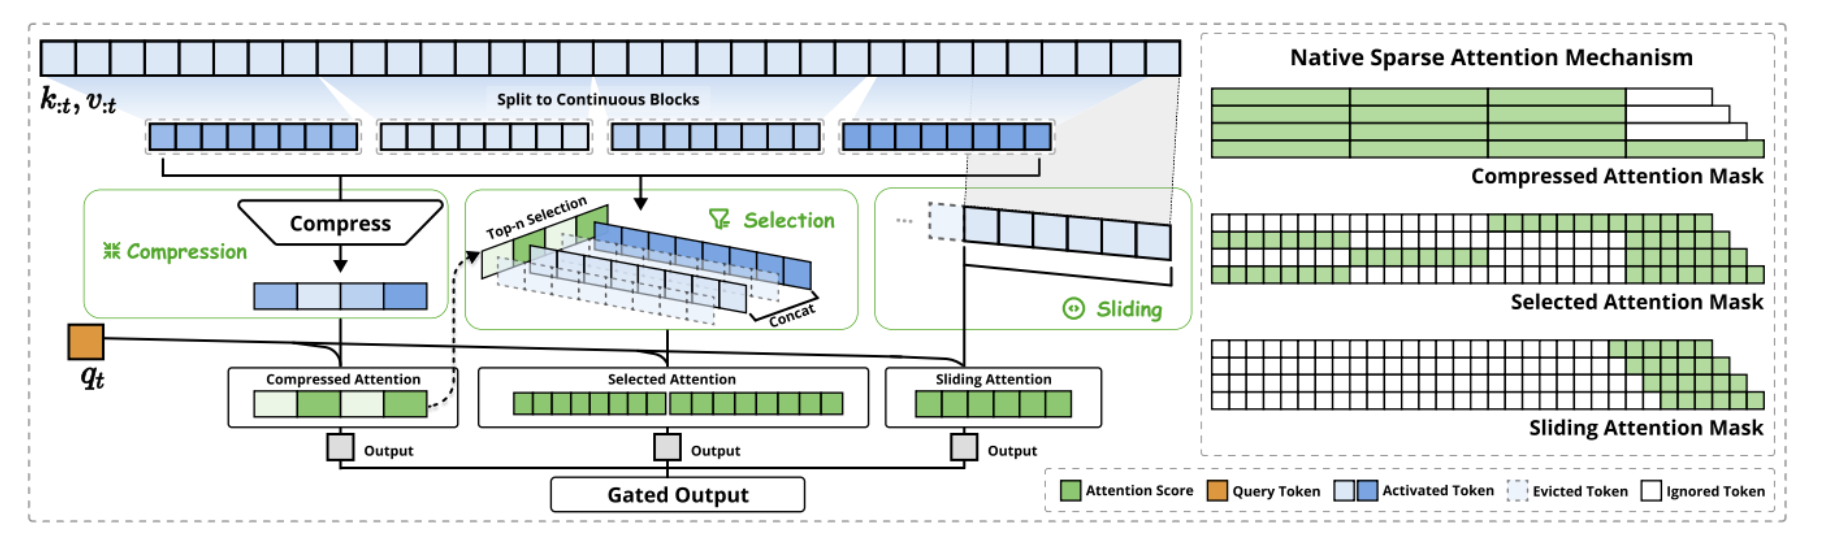 k:t, v:t
Split to Continuous Blocks
Compress
Compression
Top-n Selection
Selection
Concat
...
Sliding
qt
Compressed Attention
Selected Attention
Sliding Attention
Output
Output
Output
Gated Output
Native Sparse Attention Mechanism
Compressed Attention Mask
Selected Attention Mask
Sliding Attention Mask
Attention Score
Query Token
Activated Token
Evicted Token
Ignored Token